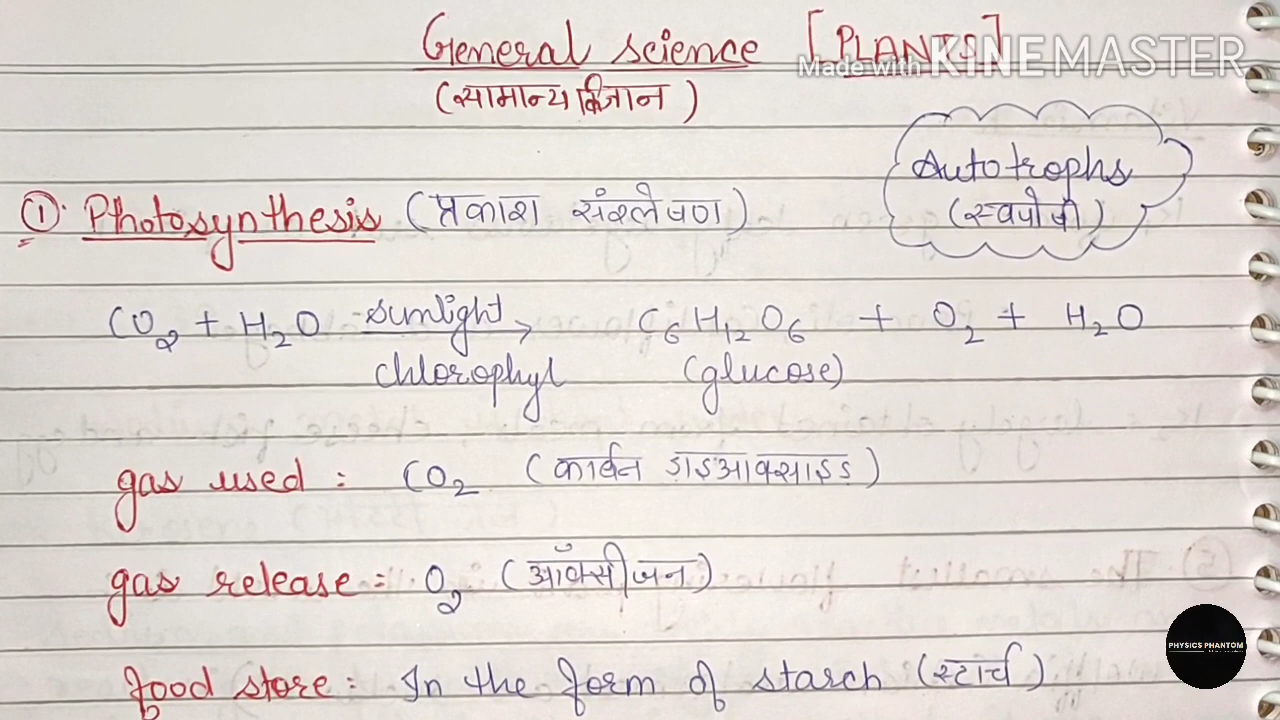 General science [PLANTS]
Made with KINEMASTER
(सामान्य विज्ञान)
Autotrophs
(स्वपोषी)
①. Photosynthesis (प्रकाश संश्लेषण)
CO₂ + H₂O sunlight → C₆H₁₂O₆ + O₂ + H₂O
chlorophyl (glucose)
gas used : CO₂ (कार्बन डाइआक्साइड)
gas release : O₂ (ऑक्सीजन)
PHYSICS PHANTOM
food store : In the form of starch (स्टार्च)